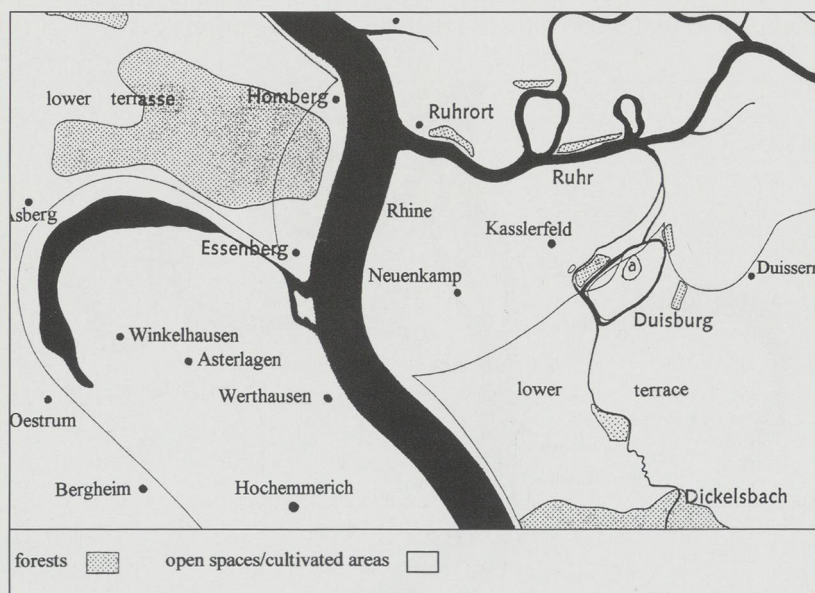 lower terrasse
Homberg
Ruhrort
Ruhr
Asberg
Rhine
Kasslerfeld
Essenberg
Neuenkamp
a
Duissern
Duisburg
Winkelhausen
Asterlagen
Werthausen
lower terrace
Oestrum
Bergheim
Hochemmerich
Dickelsbach
forests
open spaces/cultivated areas